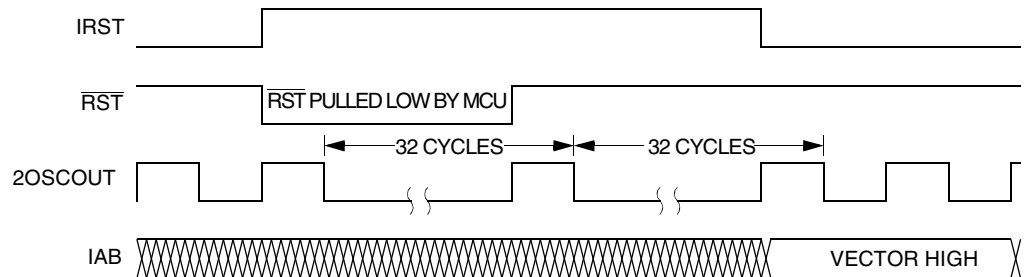 IRST
RST
RST PULLED LOW BY MCU
32 CYCLES
32 CYCLES
2OSCOUT
IAB
VECTOR HIGH